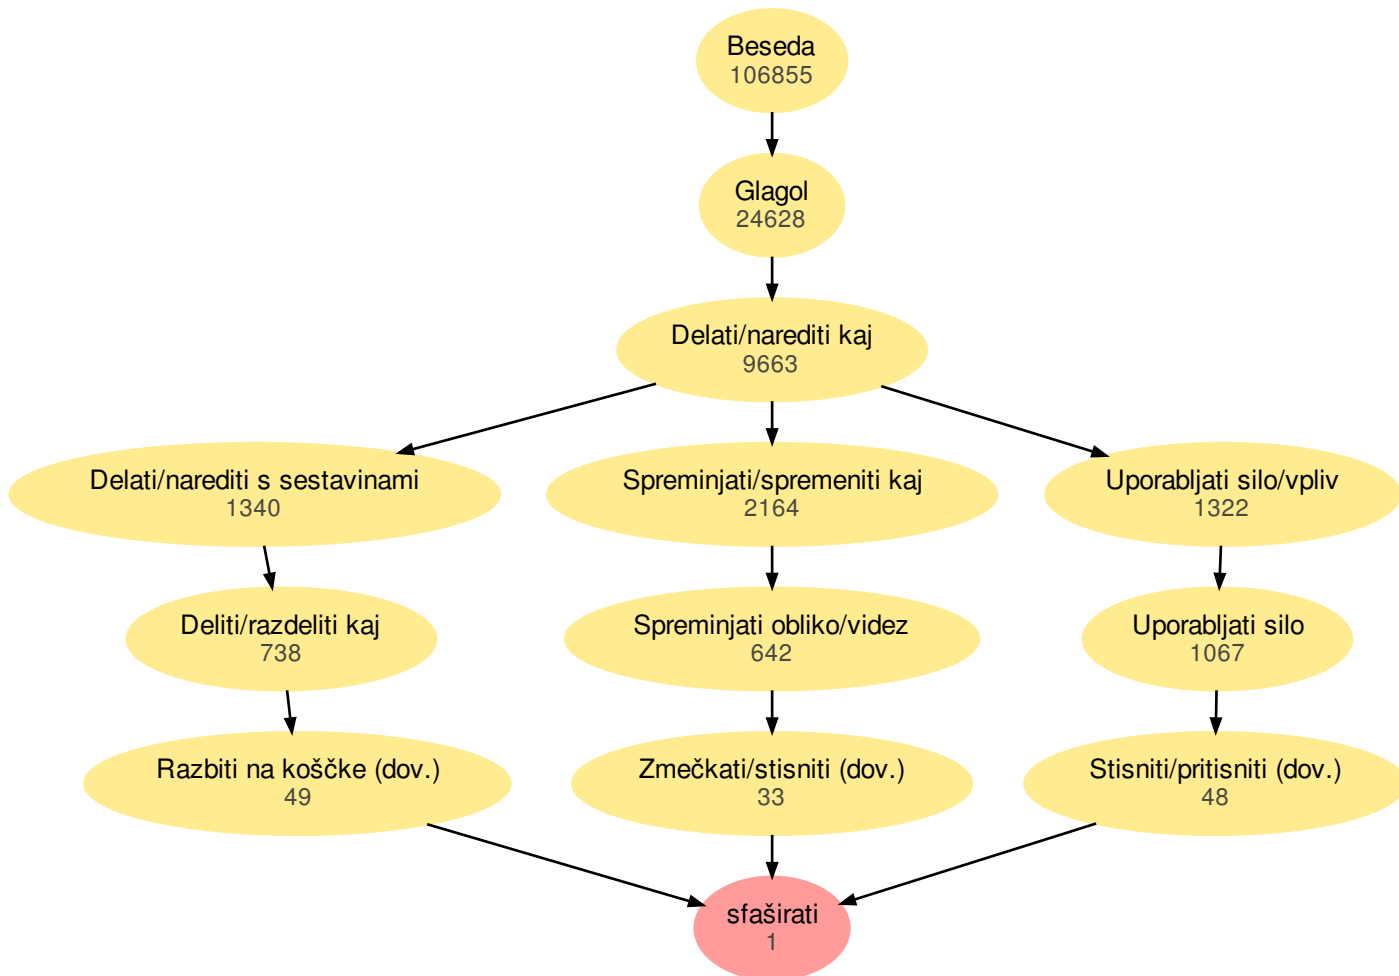 Beseda
106855
Glagol
24628
Delati/narediti kaj
9663
Delati/narediti s sestavinami
1340
Spreminjati/spremeniti kaj
2164
Uporabljati silo/vpliv
1322
Deliti/razdeliti kaj
738
Spreminjati obliko/videz
642
Uporabljati silo
1067
Razbiti na koščke (dov.)
49
Zmečkati/stisniti (dov.)
33
Stisniti/pritisniti (dov.)
48
sfaširati
1